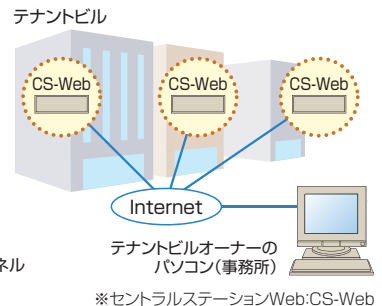 テナントビル
CS-Web
CS-Web
CS-Web
Internet
テナントビルオーナーの
パソコン(事務所)
ネル
※セントラルステーションWeb:CS-Web